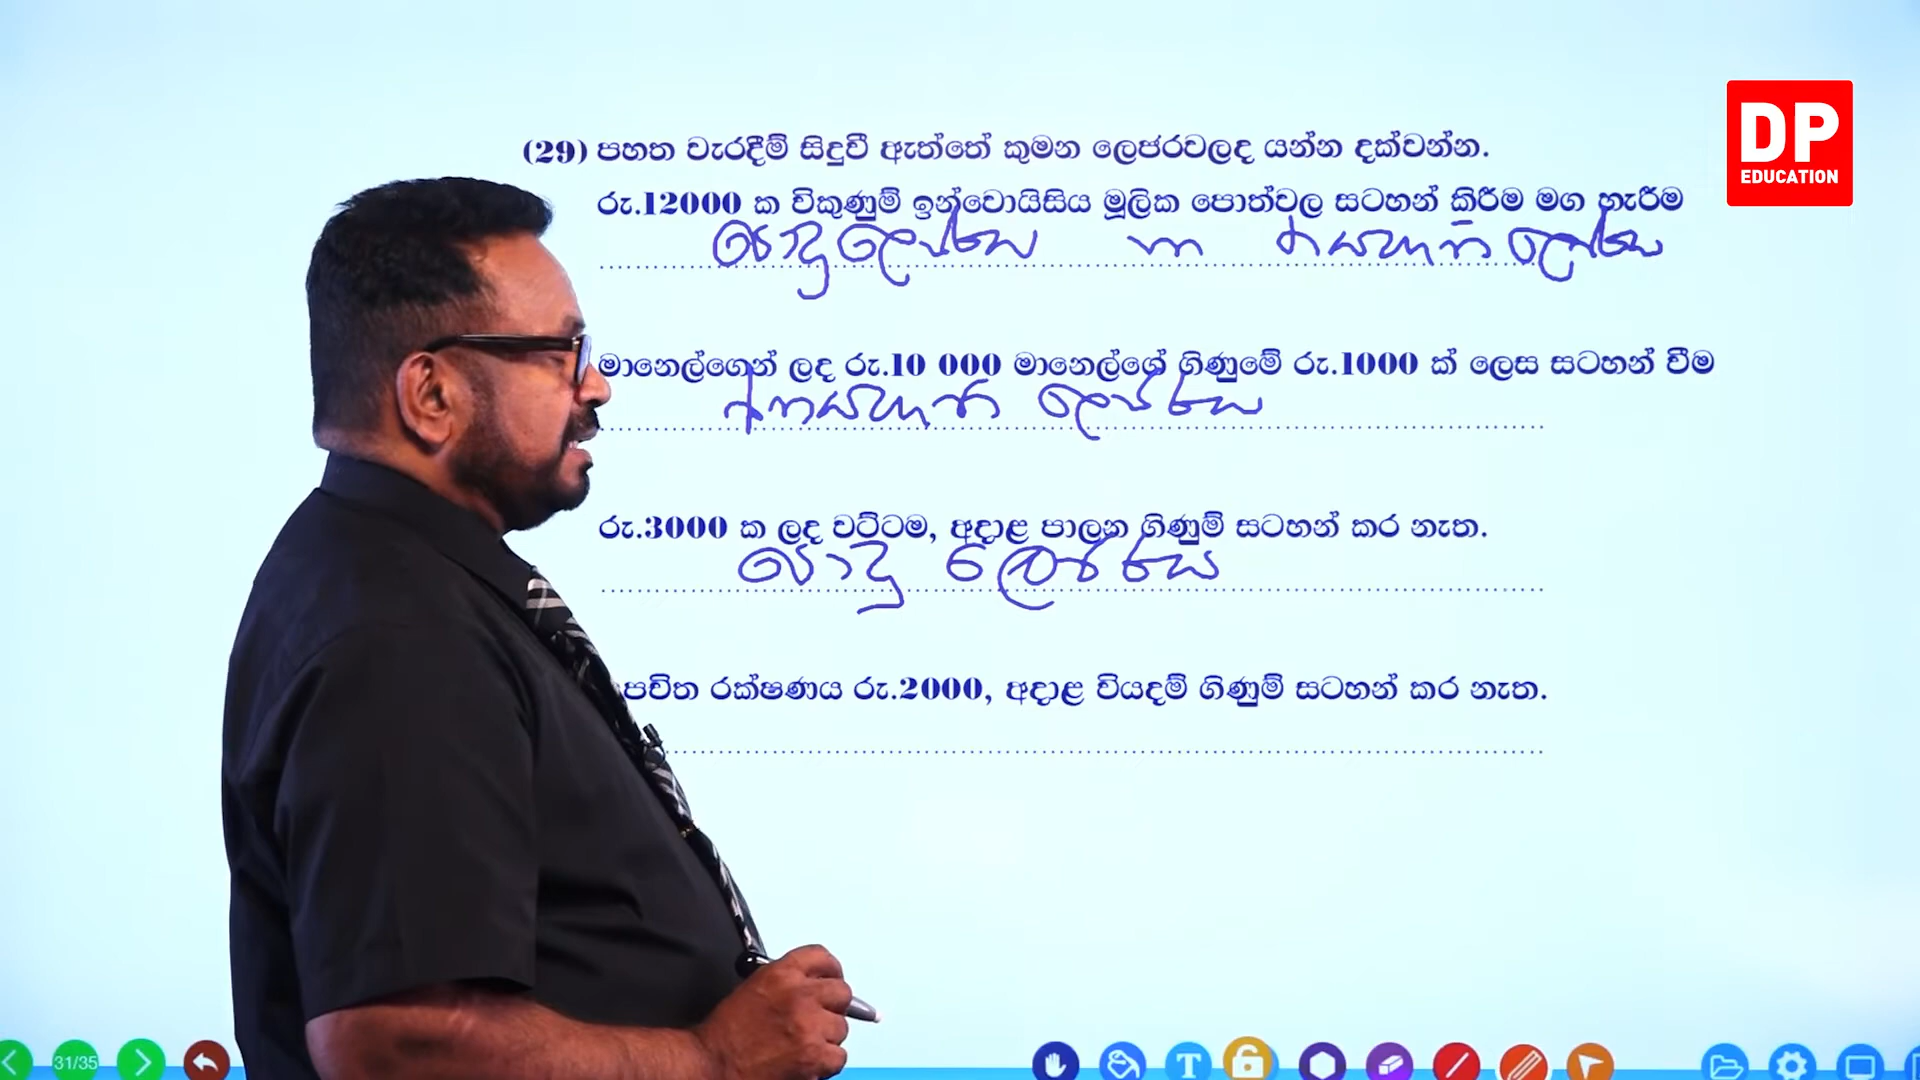 DP
EDUCATION
(29) පහත වැරදීම් සිදුවී ඇත්තේ කුමන ලෙජරවලද යන්න දක්වන්න.
රු.12000 ක විකුණුම් ඉන්වොයිසිය මූලික පොත්වල සටහන් කිරීම මග හැරීම
පොදු ලෙජරය හා ලෙජරය
මානෙල්ගෙන් ලද රු.10 000 මානෙල්ගේ ගිණුමේ රු.1000 ක් ලෙස සටහන් වීම
ලෙජරය
රු.3000 ක ලද වට්ටම, අදාළ පාලන ගිණුම් සටහන් කර නැත.
පොදු ලෙජරය
පචිත රක්ෂණය රු.2000, අදාළ වියදම් ගිණුම් සටහන් කර නැත.
31/35
T